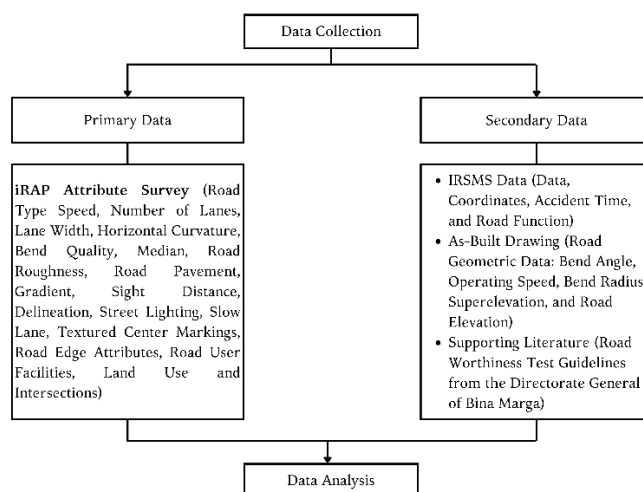 Data Collection
Primary Data
Secondary Data
iRAP Attribute Survey (Road
Type Speed, Number of Lanes,
Lane Width, Horizontal Curvature,
Bend Quality, Median, Road
Roughness, Road Pavement,
Gradient, Sight Distance,
Delineation, Street Lighting, Slow
Lane, Textured Center Markings,
Road Edge Attributes, Road User
Facilities, Land Use and
Intersections)
• IRSMS Data (Data,
Coordinates, Accident Time,
and Road Function)
• As-Built Drawing (Road
Geometric Data: Bend Angle,
Operating Speed, Bend Radius
Superelevation, and Road
Elevation)
• Supporting Literature (Road
Worthiness Test Guidelines
from the Directorate General
of Bina Marga)
Data Analysis